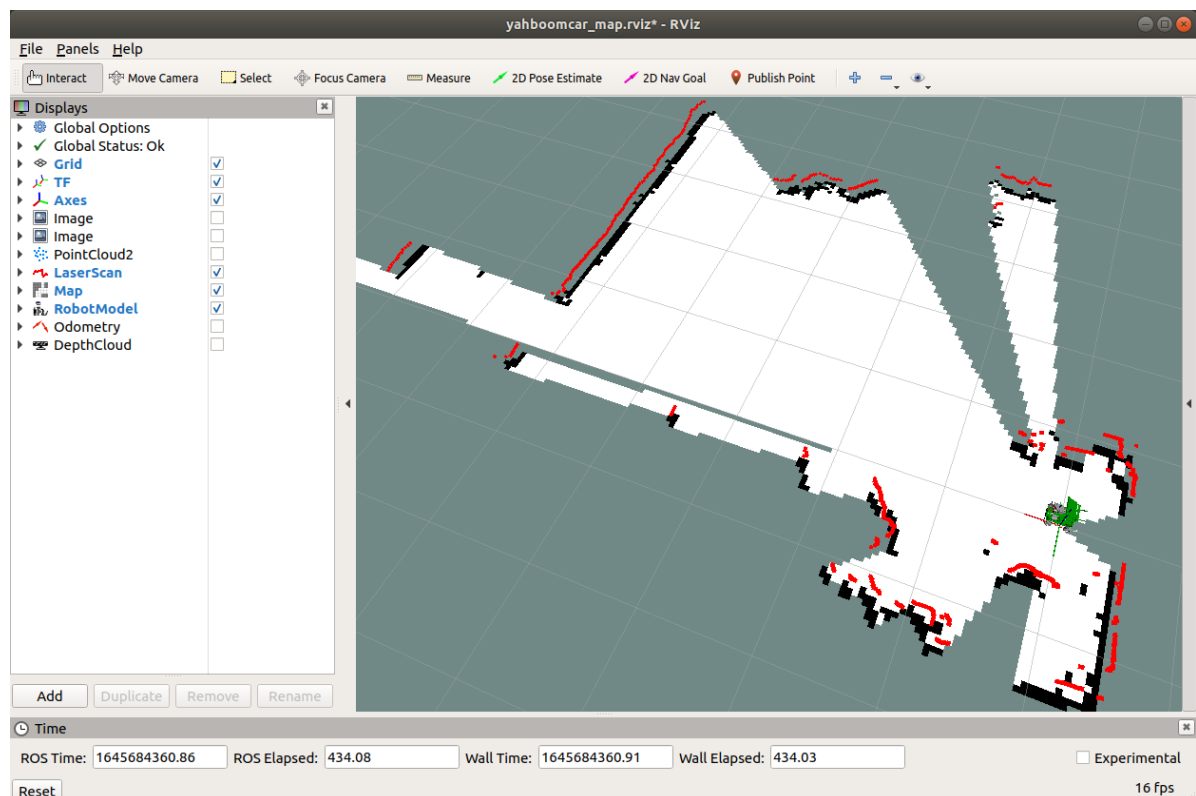 yahboomcar_map.rviz* - RViz
File Panels Help
Interact Move Camera Select Focus Camera Measure 2D Pose Estimate 2D Nav Goal Publish Point
Displays
Global Options
Global Status: Ok
Grid
TF
Axes
Image
Image
PointCloud2
LaserScan
Map
RobotModel
Odometry
DepthCloud
Add Duplicate Remove Rename
Time
ROS Time: 1645684360.86 ROS Elapsed: 434.08 Wall Time: 1645684360.91 Wall Elapsed: 434.03 Experimental
Reset 16 fps